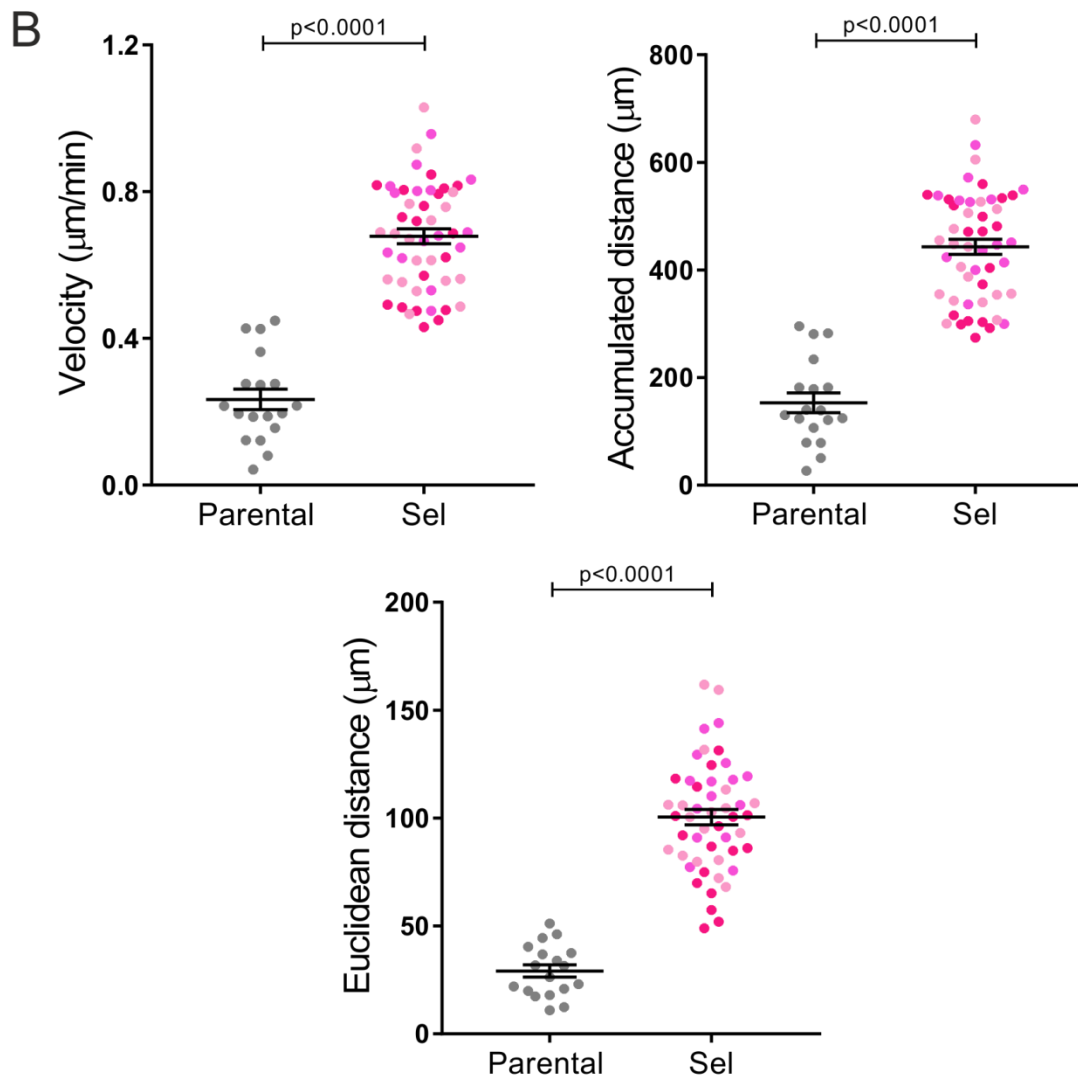 B
p<0.0001
Velocity (μm/min)
1.2
0.8
0.4
0.0
Parental Sel
p<0.0001
Accumulated distance (μm)
800
600
400
200
0
Parental Sel
p<0.0001
Euclidean distance (μm)
200
150
100
50
0
Parental Sel